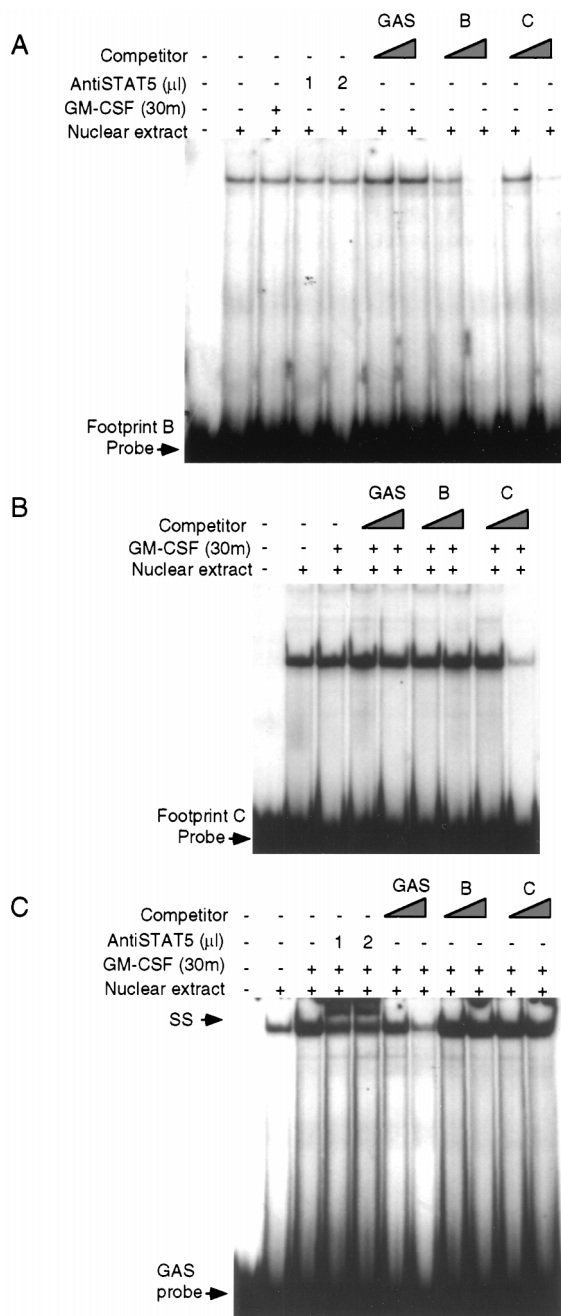 A
GAS B C
Competitor - - - - -
AntiSTAT5 (µl) - - - 1 2 - - - - - -
GM-CSF (30m) - - + - - - - - - - -
Nuclear extract - + + + + + + + + + +
Footprint B
Probe
B
GAS B C
Competitor - - -
GM-CSF (30m) - - + + + + + + +
Nuclear extract - + + + + + + + +
Footprint C
Probe
C
GAS B C
Competitor - - - - -
AntiSTAT5 (µl) - - - 1 2 - - - - - -
GM-CSF (30m) - - + + + + + + + + +
Nuclear extract - + + + + + + + + + +
SS
GAS
probe